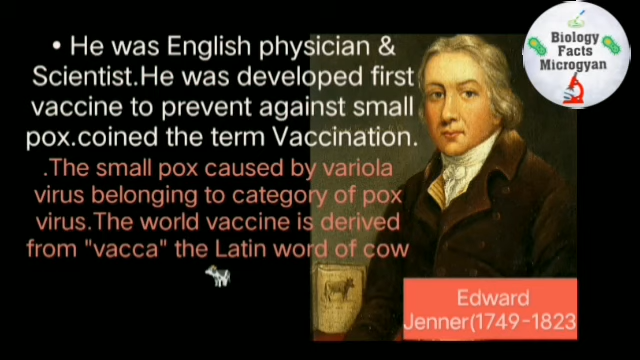 • He was English physician &
Scientist.He was developed first
vaccine to prevent against small
pox.coined the term Vaccination.
.The small pox caused by variola
virus belonging to category of pox
virus.The world vaccine is derived
from "vacca" the Latin word of cow
Biology
Facts
Microgyan
Edward
Jenner(1749-1823